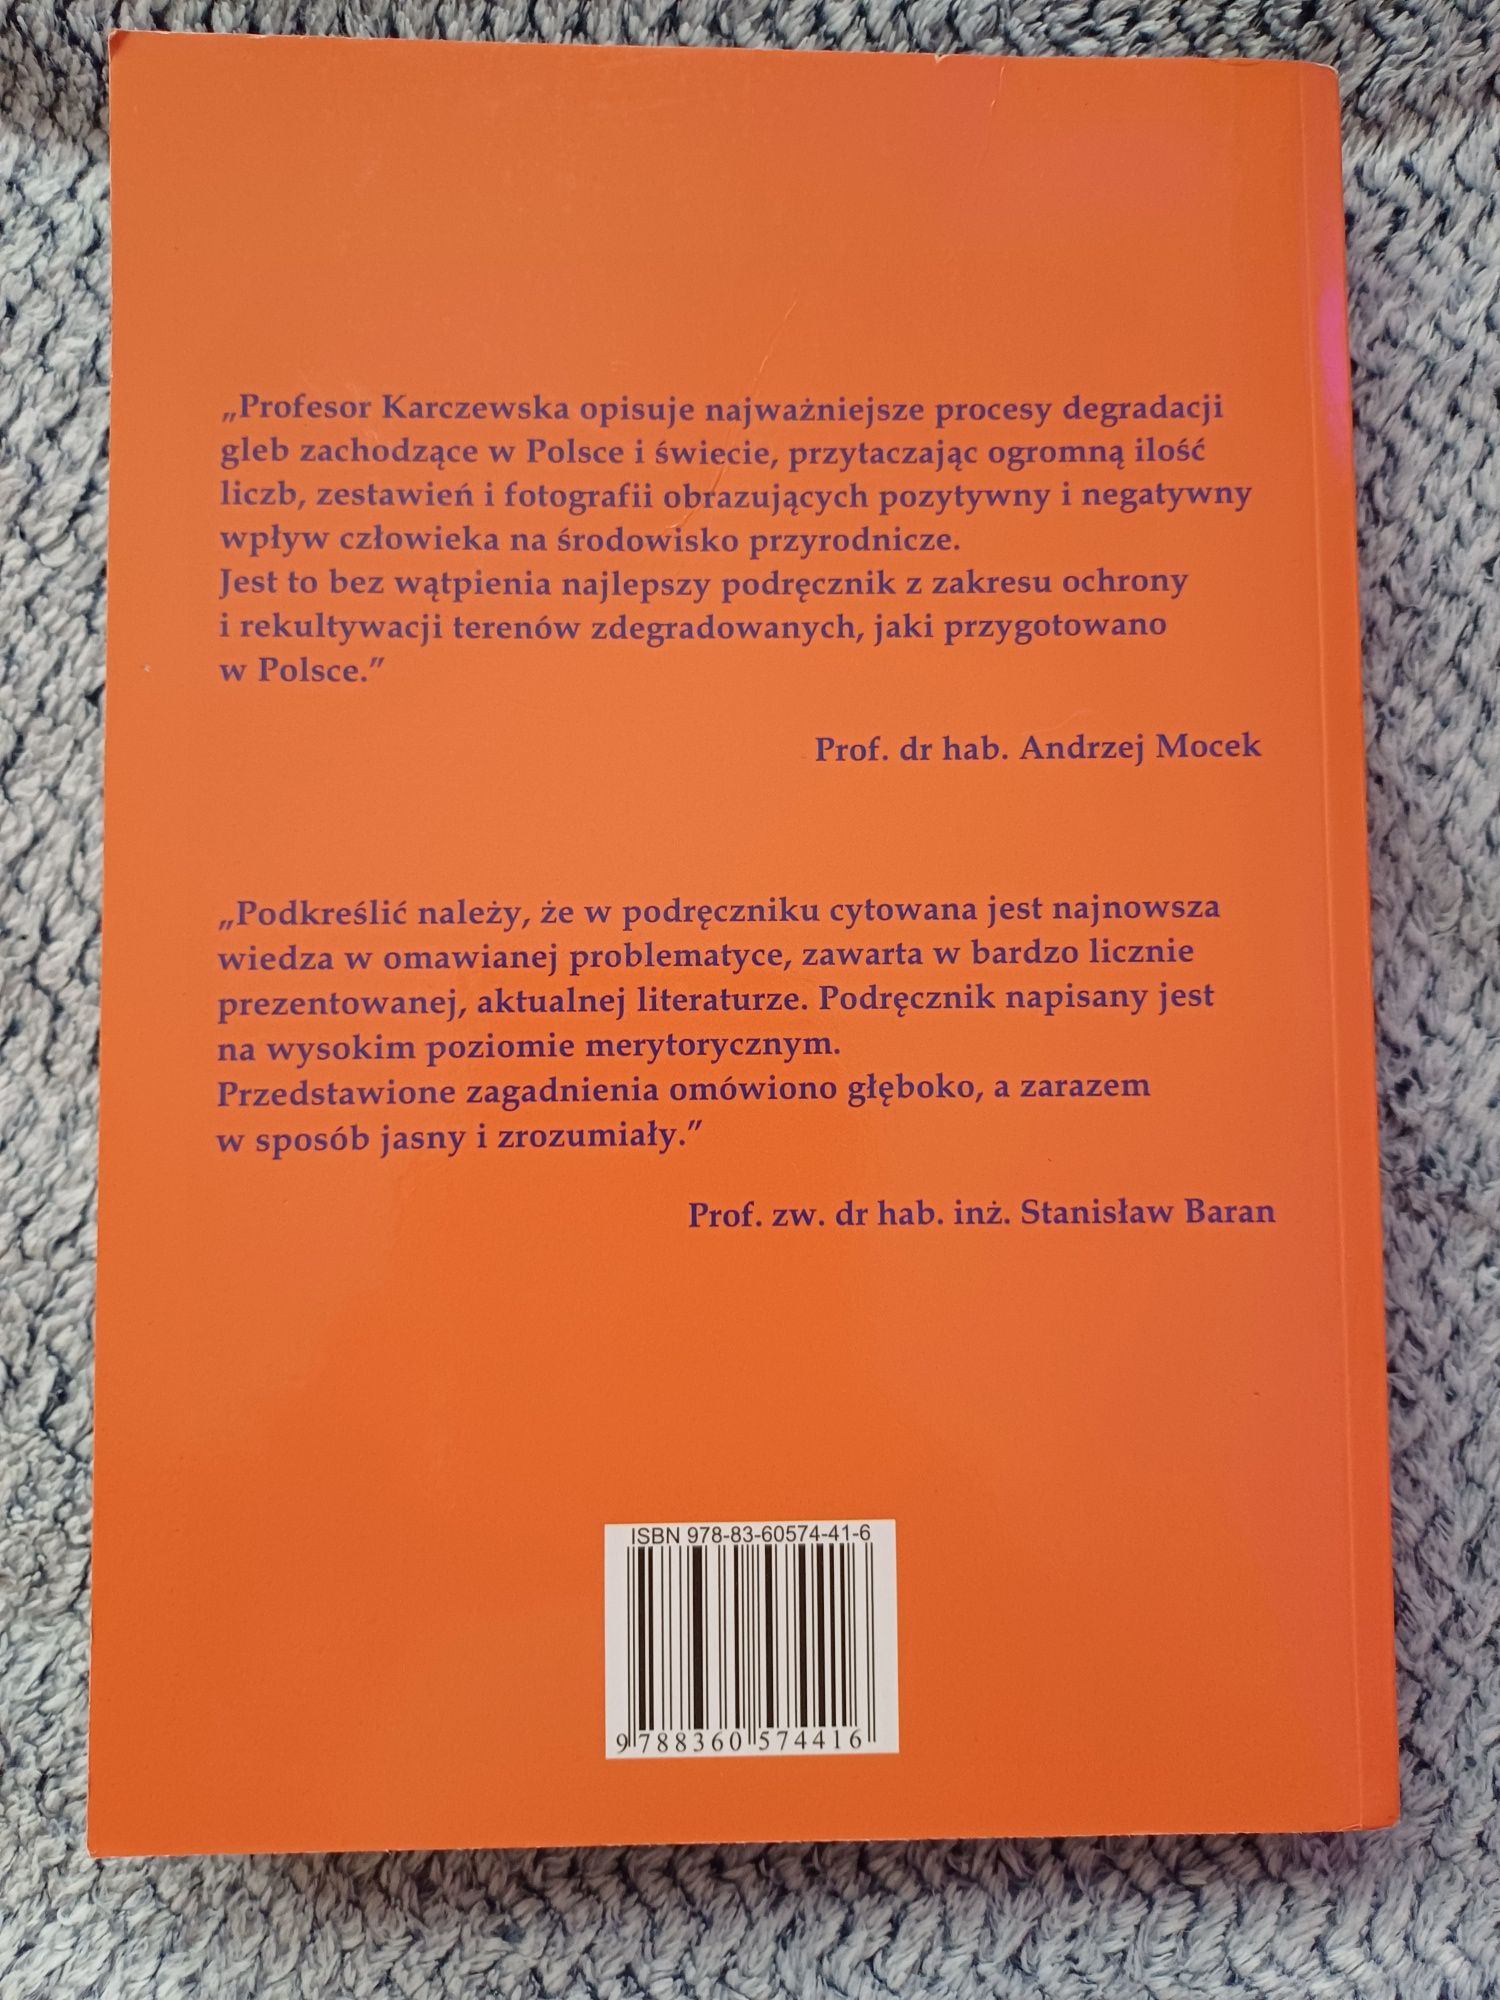 „Profesor Karczewska opisuje najważniejsze procesy degradacji
gleb zachodzące w Polsce i świecie, przytaczając ogromną ilość
liczb, zestawień i fotografii obrazujących pozytywny i negatywny
wpływ człowieka na środowisko przyrodnicze.
Jest to bez wątpienia najlepszy podręcznik z zakresu ochrony
i rekultywacji terenów zdegradowanych, jaki przygotowano
w Polsce.”
Prof. dr hab. Andrzej Mocek
„Podkreślić należy, że w podręczniku cytowana jest najnowsza
wiedza w omawianej problematyce, zawarta w bardzo licznie
prezentowanej, aktualnej literaturze. Podręcznik napisany jest
na wysokim poziomie merytorycznym.
Przedstawione zagadnienia omówiono głęboko, a zarazem
w sposób jasny i zrozumiały.”
Prof. zw. dr hab. inż. Stanisław Baran
ISBN 978-83-60574-41-6
9 788360 574416